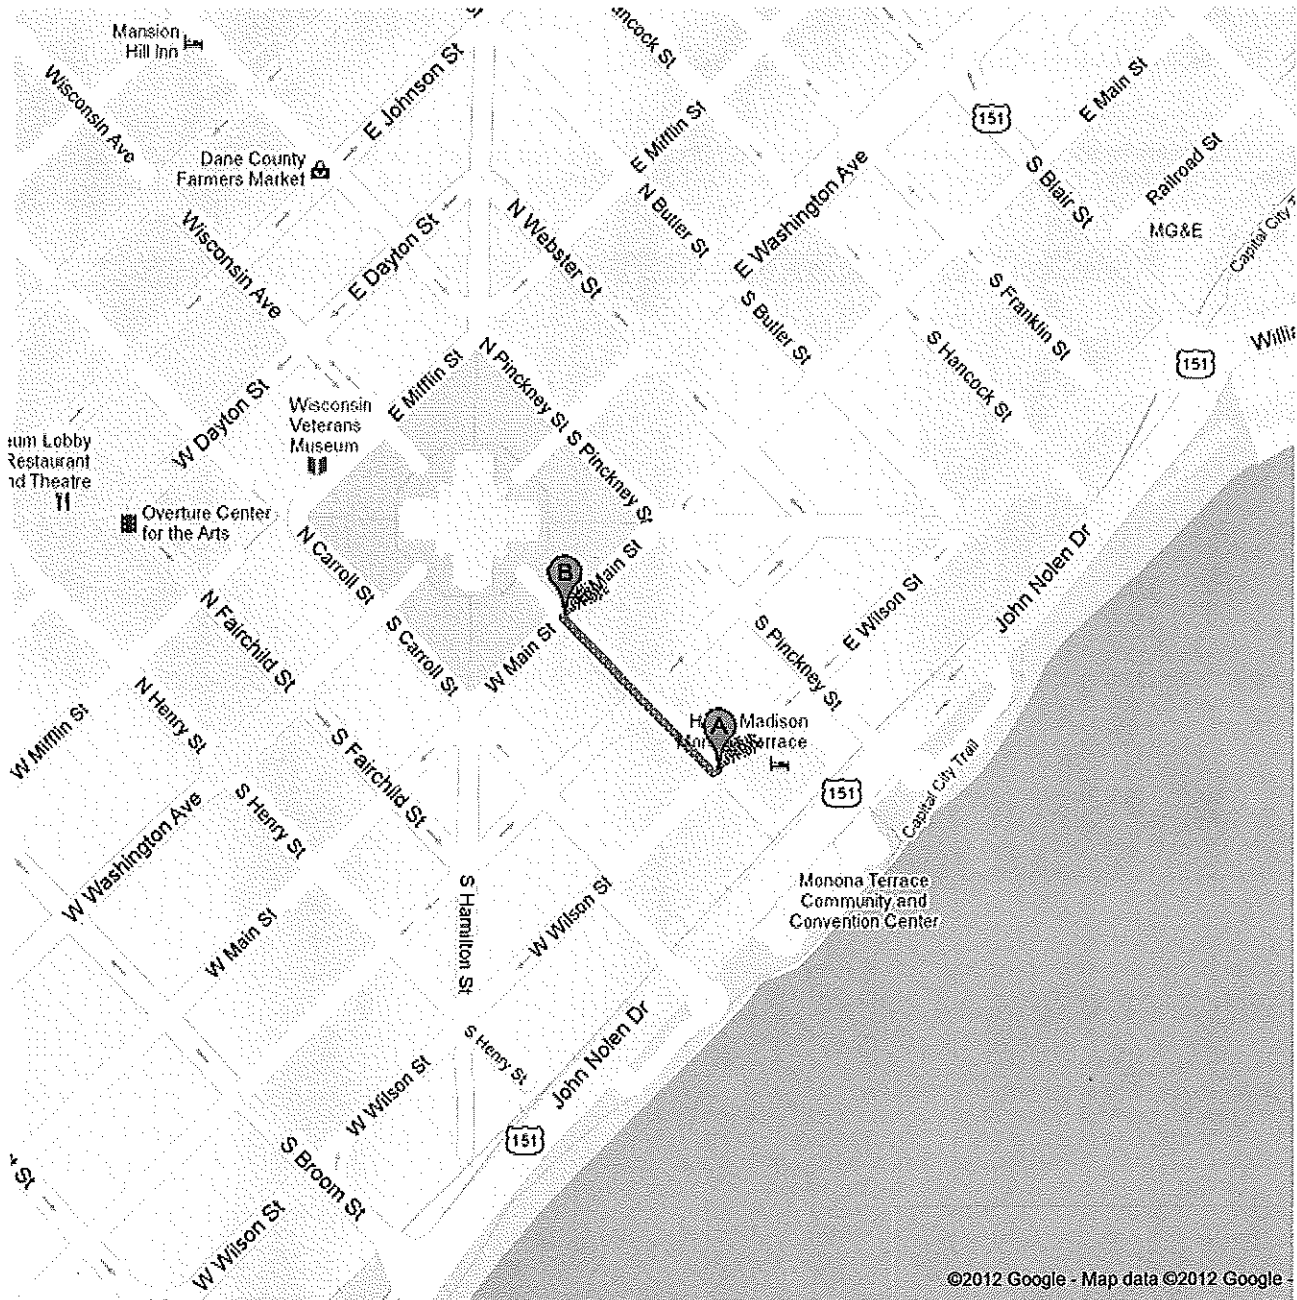 Mansion
Hill Inn
Wisconsin Ave
E Johnson St
E Mifflin St
151
E Main St
Railroad St
Dane County
Farmers Market
N Butler St
E Washington Ave
S Blair St
MG&E
Wisconsin Ave
E Dayton St
N Webster St
S Butler St
S Franklin St
S Hancock St
151
E Mifflin St
N Pinckney St
S Pinckney St
W Dayton St
Wisconsin
Veterans
Museum
Restaurant
Overture Center
for the Arts
N Carroll St
B
Main St
John Nolen Dr
E Wilson St
N Fairchild St
S Carroll St
W Main St
S Pinckney St
N Henry St
W Mifflin St
S Fairchild St
A
Madison
151
Capital City Trail
W Washington Ave
S Henry St
W Main St
S Hamilton St
W Wilson St
Monona Terrace
Community and
Convention Center
S Henry St
John Nolen Dr
W Wilson St
151
S Broom St
W Wilson St
©2012 Google - Map data ©2012 Google -